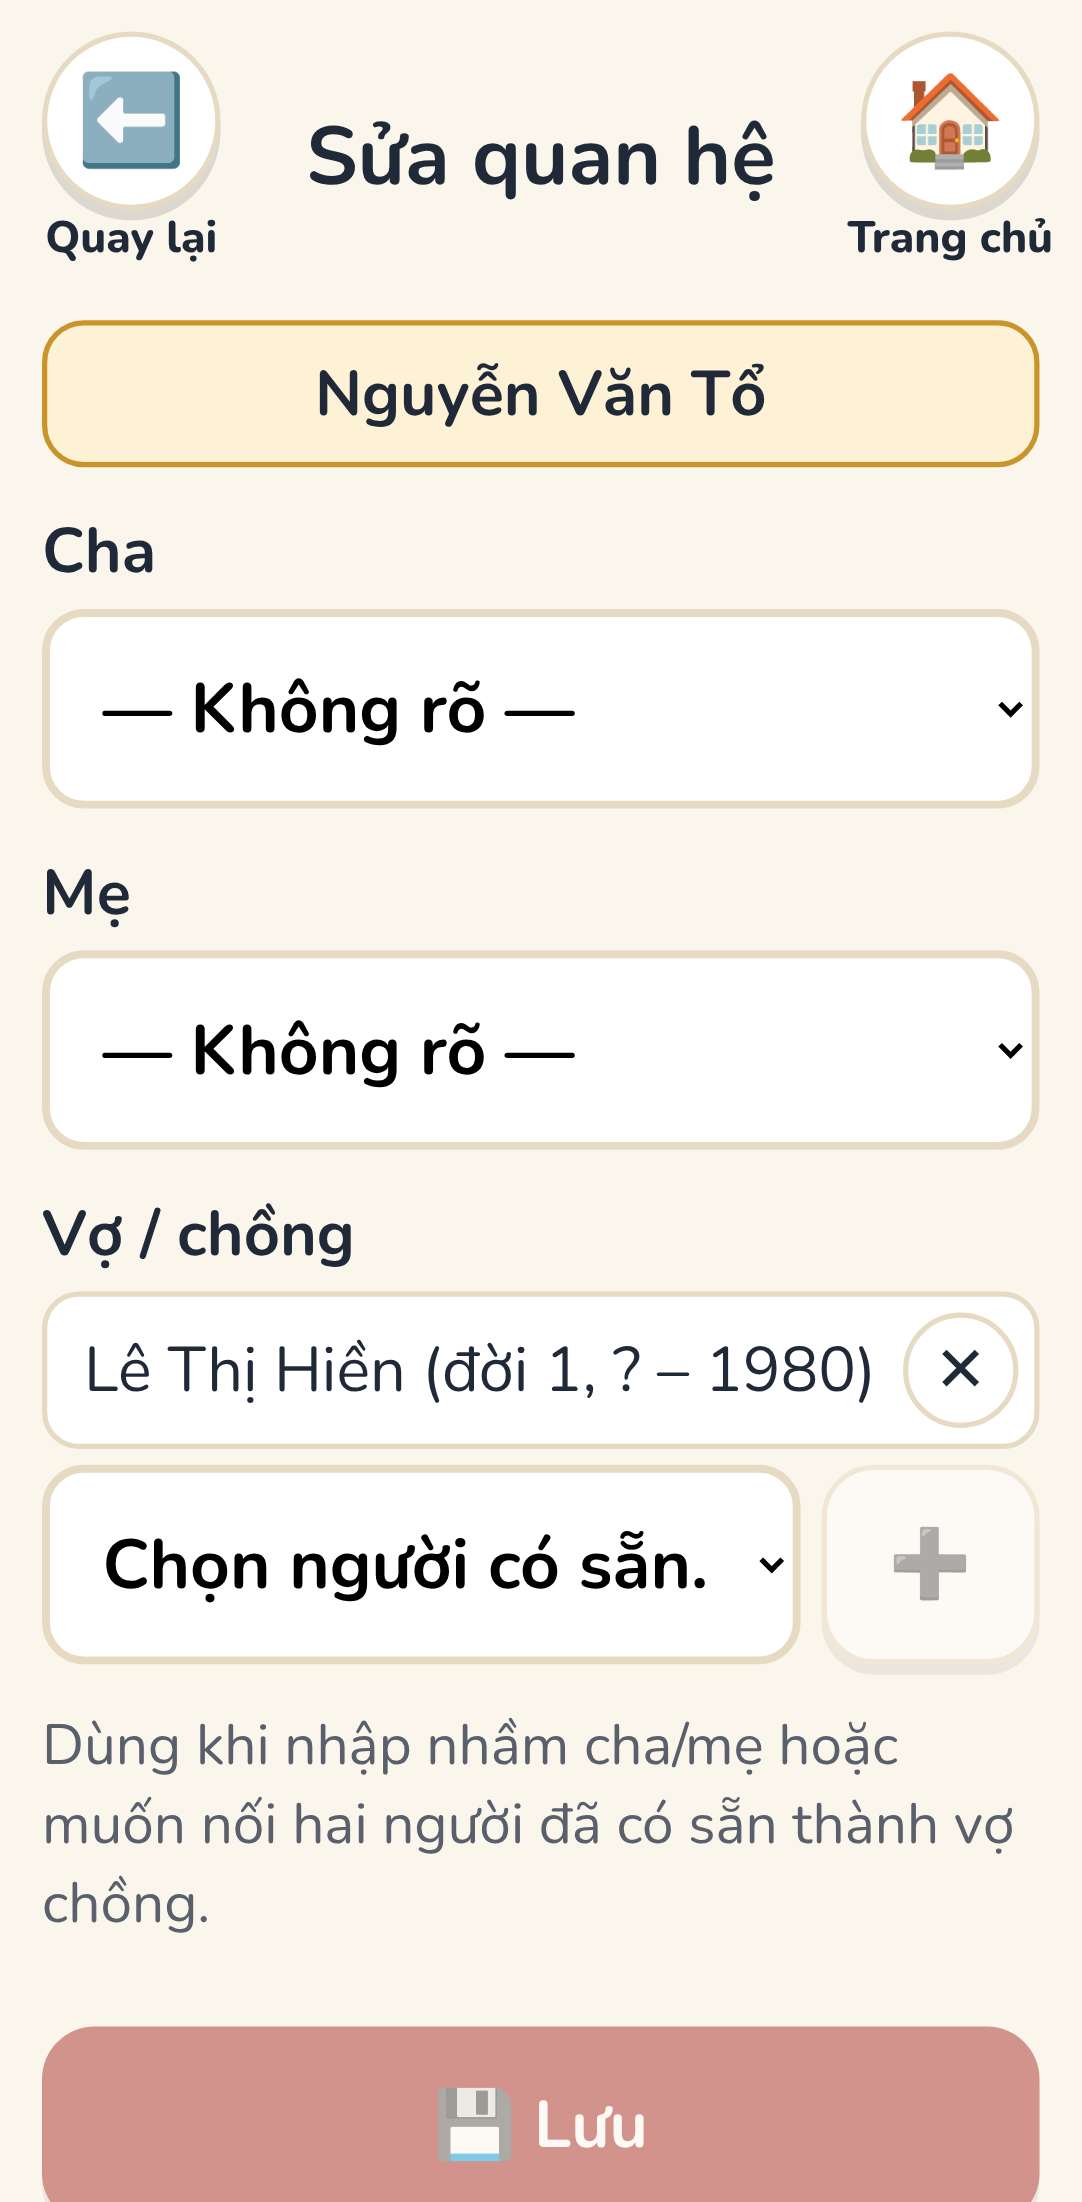 Sửa quan hệ
Quay lại
Trang chủ
Nguyễn Văn Tổ
Cha
— Không rõ —
Mẹ
— Không rõ —
Vợ / chồng
Lê Thị Hiền (đời 1, ? – 1980)
Chọn người có sẵn.
Dùng khi nhập nhầm cha/mẹ hoặc
muốn nối hai người đã có sẵn thành vợ
chồng.
Lưu